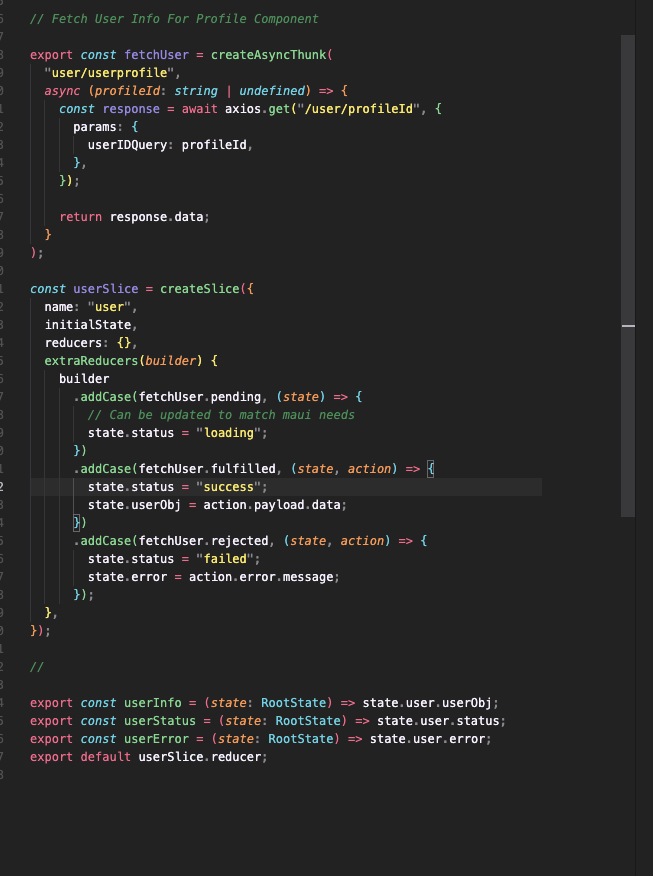 // Fetch User Info For Profile Component
export const fetchUser = createAsyncThunk(
"user/userprofile",
async (profileId: string | undefined) => {
const response = await axios.get("/user/profileId", {
params: {
userIDQuery: profileId,
},
});
return response.data;
}
);
const userSlice = createSlice({
name: "user",
initialState,
reducers: {},
extraReducers(builder) {
builder
.addCase(fetchUser.pending, (state) => {
// Can be updated to match maui needs
state.status = "loading";
})
.addCase(fetchUser.fulfilled, (state, action) => {
state.status = "success";
state.userObj = action.payload.data;
})
.addCase(fetchUser.rejected, (state, action) => {
state.status = "failed";
state.error = action.error.message;
});
},
});
//
export const userInfo = (state: RootState) => state.user.userObj;
export const userStatus = (state: RootState) => state.user.status;
export const userError = (state: RootState) => state.user.error;
export default userSlice.reducer;